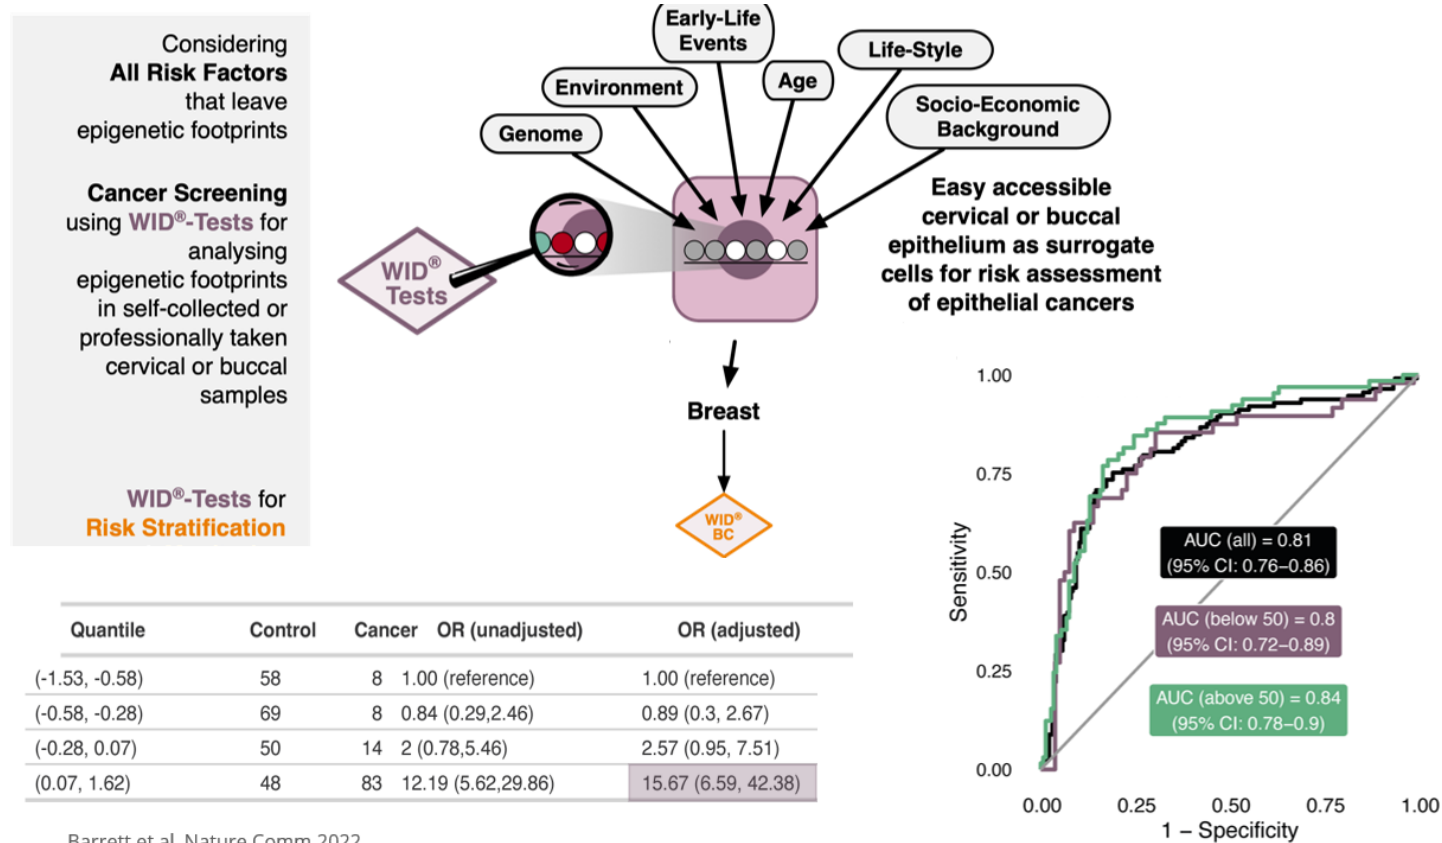 Considering
All Risk Factors
that leave
epigenetic footprints
Cancer Screening
using WID®-Tests for
analysing
epigenetic footprints
in self-collected or
professionally taken
cervical or buccal
samples
WID®-Tests for
Risk Stratification
Early-Life
Events
Life-Style
Age
Environment
Socio-Economic
Background
Genome
WID®
Tests
Easy accessible
cervical or buccal
epithelium as surrogate
cells for risk assessment
of epithelial cancers
Breast
WID®
BC
Quantile Control Cancer OR (unadjusted) OR (adjusted)
(-1.53, -0.58) 58 8 1.00 (reference) 1.00 (reference)
(-0.58, -0.28) 69 8 0.84 (0.29,2.46) 0.89 (0.3, 2.67)
(-0.28, 0.07) 50 14 2 (0.78,5.46) 2.57 (0.95, 7.51)
(0.07, 1.62) 48 83 12.19 (5.62,29.86) 15.67 (6.59, 42.38)
Barrett et al. Nature Comm 2022
1.00
0.75
0.50
0.25
0.00
Sensitivity
AUC (all) = 0.81
(95% CI: 0.76–0.86)
AUC (below 50) = 0.8
(95% CI: 0.72–0.89)
AUC (above 50) = 0.84
(95% CI: 0.78–0.9)
0.00 0.25 0.50 0.75 1.00
1 – Specificity